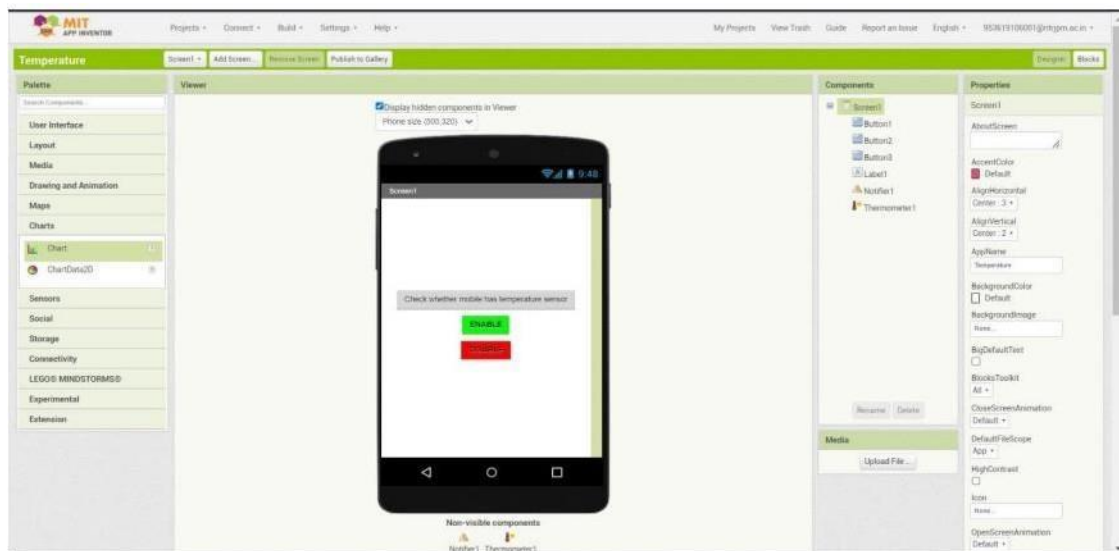 MIT
APP INVENTOR
Projects Connect Build Settings Help My Projects View Trash Guide Report an Issue English
Temperature Screen1 Add Screen... Remove Screen Publish to Gallery Designer Blocks
Palette
Search Components...
User Interface
Layout
Media
Drawing and Animation
Maps
Charts
Chart
ChartData2D
Sensors
Social
Storage
Connectivity
LEGO® MINDSTORMS®
Experimental
Extension
Viewer
Display hidden components in Viewer
Phone size (505,320)
9:48
Screen1
Check whether mobile has temperature sensor
ENABLE
Non-visible components
Notifier1 Thermometer1
Components
Screen1
Button1
Button2
Button3
Label1
Notifier1
Thermometer1
Rename Delete
Media
Upload File ...
Properties
Screen1
AboutScreen
AccentColor
Default
AlignHorizontal
Center : 3
AlignVertical
Center : 2
AppName
Temperature
BackgroundColor
Default
BackgroundImage
None...
BigDefaultText
BlocksToolkit
All
CloseScreenAnimation
Default
DefaultFileScope
App
HighContrast
Icon
None...
OpenScreenAnimation
Default